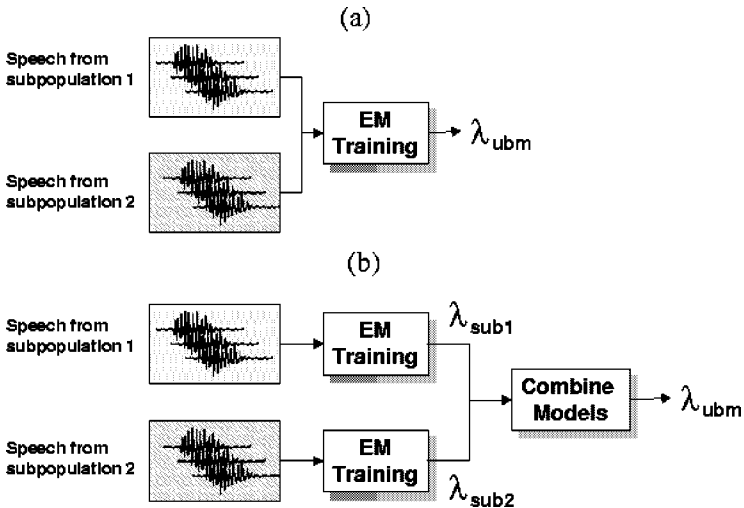 (a)
Speech from
subpopulation 1
EM
Training
λubm
Speech from
subpopulation 2
(b)
Speech from
subpopulation 1
EM
Training
λsub1
Combine
Models
λubm
Speech from
subpopulation 2
EM
Training
λsub2